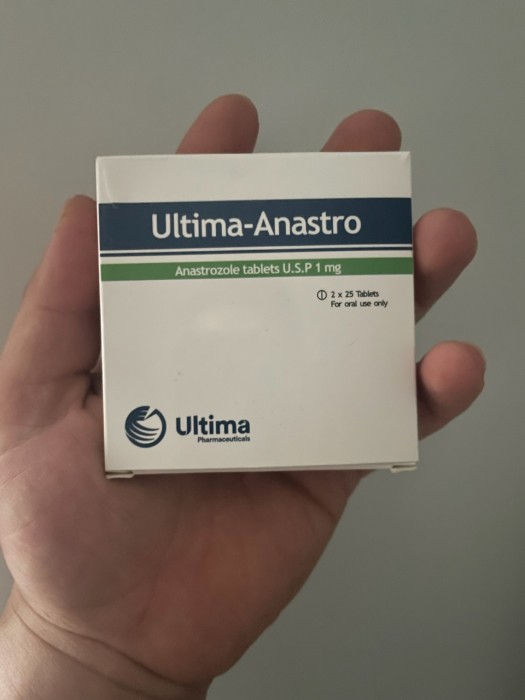 Ultima-Anastro
Anastrozole tablets U.S.P 1 mg
2 x 25 Tablets
For oral use only
Ultima
Pharmaceuticals